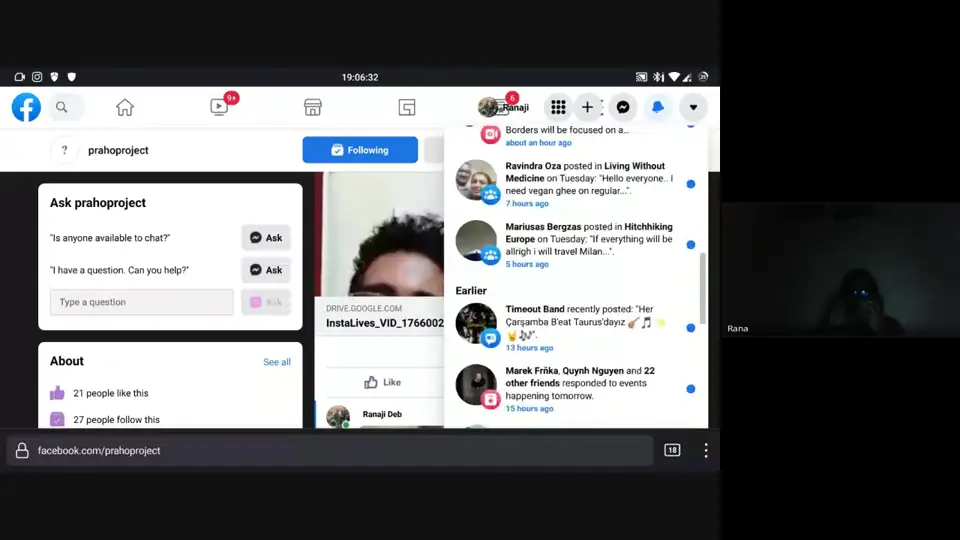 19:06:32
25
9+
6
Ranaji
prahoproject
Following
Ask prahoproject
"Is anyone available to chat?"
Ask
"I have a question. Can you help?"
Ask
Type a question
Ask
About
See all
21 people like this
27 people follow this
DRIVE.GOOGLE.COM
InstaLives_VID_1766002
Like
Ranaji Deb
Borders will be focused on a...
about an hour ago
Ravindra Oza posted in Living Without
Medicine on Tuesday: "Hello everyone.. I
need vegan ghee on regular...".
7 hours ago
Mariusas Bergzas posted in Hitchhiking
Europe on Tuesday: "If everything will be
allrigh i will travel Milan...".
5 hours ago
Earlier
Timeout Band recently posted: "Her
Çarşamba B'eat Taurus'dayız 🎸🎵🌟
🤘🎶".
13 hours ago
Marek Frňka, Quynh Nguyen and 22
other friends responded to events
happening tomorrow.
15 hours ago
facebook.com/prahoproject
18
Rana